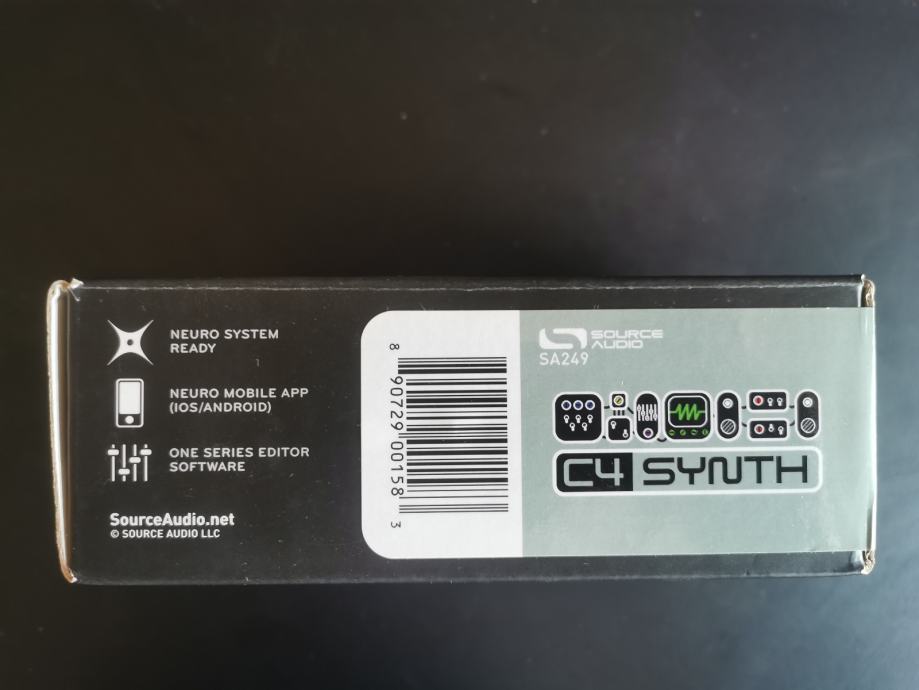 NEURO SYSTEM
READY
NEURO MOBILE APP
(IOS/ANDROID)
ONE SERIES EDITOR
SOFTWARE
SourceAudio.net
© SOURCE AUDIO LLC
8 90729 00158 3
SOURCE
AUDIO
SA249
C4 SYNTH